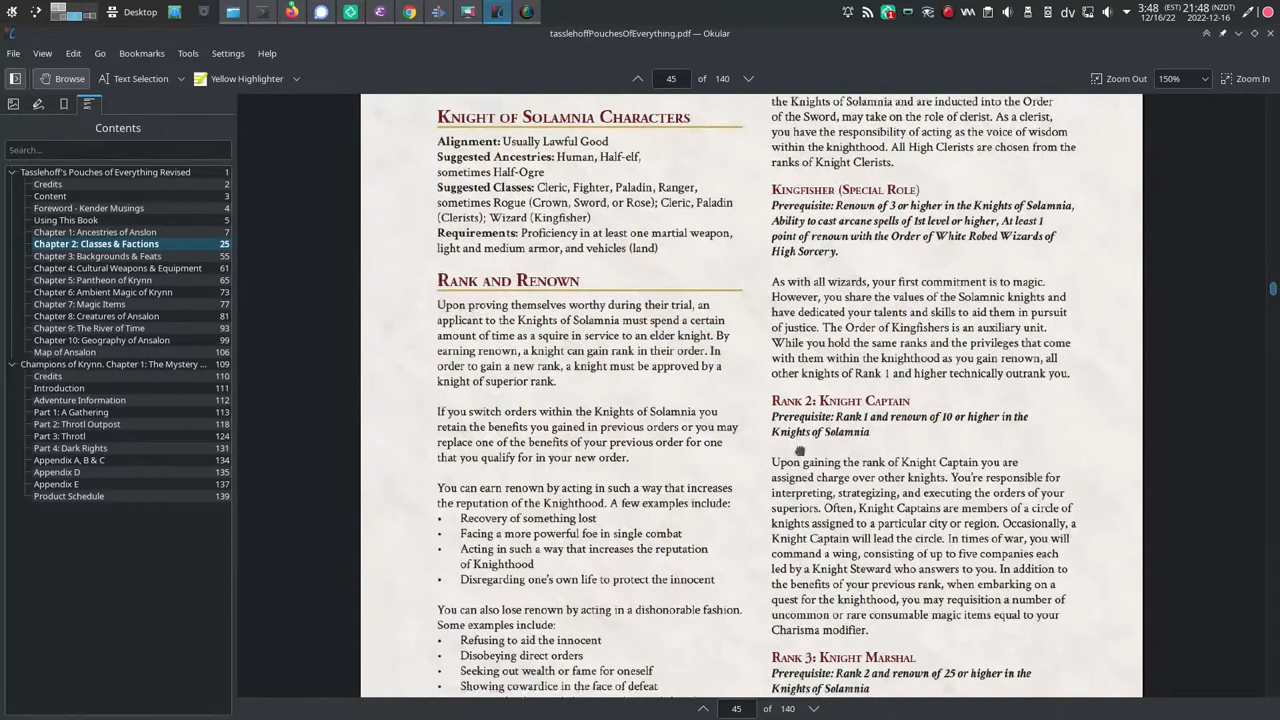 Desktop
3:48 (EST) 21:48 (NZDT)
12/16/22 2022-12-16
dv
tasslehoffPouchesOfEverything.pdf — Okular
File View Edit Go Bookmarks Tools Settings Help
Browse Text Selection Yellow Highlighter 45 of 140 Zoom Out 150% Zoom In
Contents
Search...
Tasslehoff's Pouches of Everything Revised 1
Credits 2
Content 3
Foreword - Kender Musings 4
Using This Book 5
Chapter 1: Ancestries of Anslon 7
Chapter 2: Classes & Factions 25
Chapter 3: Backgrounds & Feats 55
Chapter 4: Cultural Weapons & Equipment 61
Chapter 5: Pantheon of Krynn 65
Chapter 6: Ambient Magic of Krynn 73
Chapter 7: Magic Items 77
Chapter 8: Creatures of Ansalon 81
Chapter 9: The River of Time 93
Chapter 10: Geography of Ansalon 99
Map of Ansalon 106
Champions of Krynn. Chapter 1: The Mystery ... 109
Credits 110
Introduction 111
Adventure Information 112
Part 1: A Gathering 113
Part 2: Throtl Outpost 118
Part 3: Throtl 124
Part 4: Dark Rights 131
Appendix A, B & C 134
Appendix D 135
Appendix E 137
Product Schedule 139
Knight of Solamnia Characters
Alignment: Usually Lawful Good
Suggested Ancestries: Human, Half-elf,
sometimes Half-Ogre
Suggested Classes: Cleric, Fighter, Paladin, Ranger,
sometimes Rogue (Crown, Sword, or Rose); Cleric, Paladin
(Clerists); Wizard (Kingfisher)
Requirements: Proficiency in at least one martial weapon,
light and medium armor, and vehicles (land)
Rank and Renown
Upon proving themselves worthy during their trial, an
applicant to the Knights of Solamnia must spend a certain
amount of time as a squire in service to an elder knight. By
earning renown, a knight can gain rank in their order. In
order to gain a new rank, a knight must be approved by a
knight of superior rank.
If you switch orders within the Knights of Solamnia you
retain the benefits you gained in previous orders or you may
replace one of the benefits of your previous order for one
that you qualify for in your new order.
You can earn renown by acting in such a way that increases
the reputation of the Knighthood. A few examples include:
• Recovery of something lost
• Facing a more powerful foe in single combat
• Acting in such a way that increases the reputation
of Knighthood
• Disregarding one's own life to protect the innocent
You can also lose renown by acting in a dishonorable fashion.
Some examples include:
• Refusing to aid the innocent
• Disobeying direct orders
• Seeking out wealth or fame for oneself
• Showing cowardice in the face of defeat
the Knights of Solamnia and are inducted into the Order
of the Sword, may take on the role of clerist. As a clerist,
you have the responsibility of acting as the voice of wisdom
within the knighthood. All High Clerists are chosen from the
ranks of Knight Clerists.
Kingfisher (Special Role)
Prerequisite: Renown of 3 or higher in the Knights of Solamnia,
Ability to cast arcane spells of 1st level or higher, At least 1
point of renown with the Order of White Robed Wizards of
High Sorcery.
As with all wizards, your first commitment is to magic.
However, you share the values of the Solamnic knights and
have dedicated your talents and skills to aid them in pursuit
of justice. The Order of Kingfishers is an auxiliary unit.
While you hold the same ranks and the privileges that come
with them within the knighthood as you gain renown, all
other knights of Rank 1 and higher technically outrank you.
Rank 2: Knight Captain
Prerequisite: Rank 1 and renown of 10 or higher in the
Knights of Solamnia
Upon gaining the rank of Knight Captain you are
assigned charge over other knights. You're responsible for
interpreting, strategizing, and executing the orders of your
superiors. Often, Knight Captains are members of a circle of
knights assigned to a particular city or region. Occasionally, a
Knight Captain will lead the circle. In times of war, you will
command a wing, consisting of up to five companies each
led by a Knight Steward who answers to you. In addition to
the benefits of your previous rank, when embarking on a
quest for the knighthood, you may requisition a number of
uncommon or rare consumable magic items equal to your
Charisma modifier.
Rank 3: Knight Marshal
Prerequisite: Rank 2 and renown of 25 or higher in the
Knights of Solamnia
45 of 140